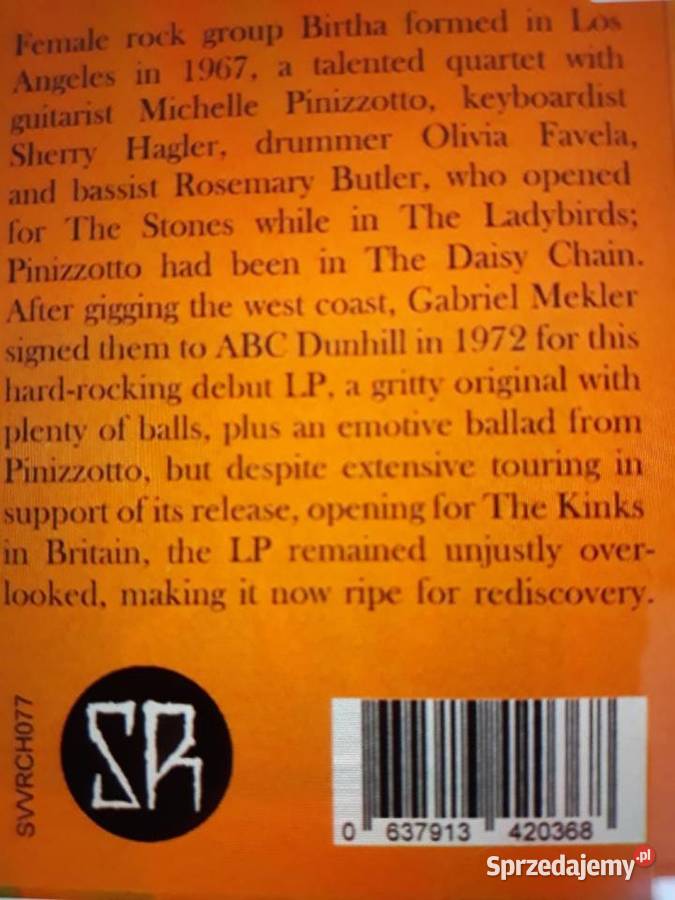 Female rock group Birtha formed in Los
Angeles in 1967, a talented quartet with
guitarist Michelle Pinizzotto, keyboardist
Sherry Hagler, drummer Olivia Favela,
and bassist Rosemary Butler, who opened
for The Stones while in The Ladybirds;
Pinizzotto had been in The Daisy Chain.
After gigging the west coast, Gabriel Mekler
signed them to ABC Dunhill in 1972 for this
hard-rocking debut LP, a gritty original with
plenty of balls, plus an emotive ballad from
Pinizzotto, but despite extensive touring in
support of its release, opening for The Kinks
in Britain, the LP remained unjustly over-
looked, making it now ripe for rediscovery.
SVVRCH077
SR
0 637913 420368
Sprzedajemy.pl